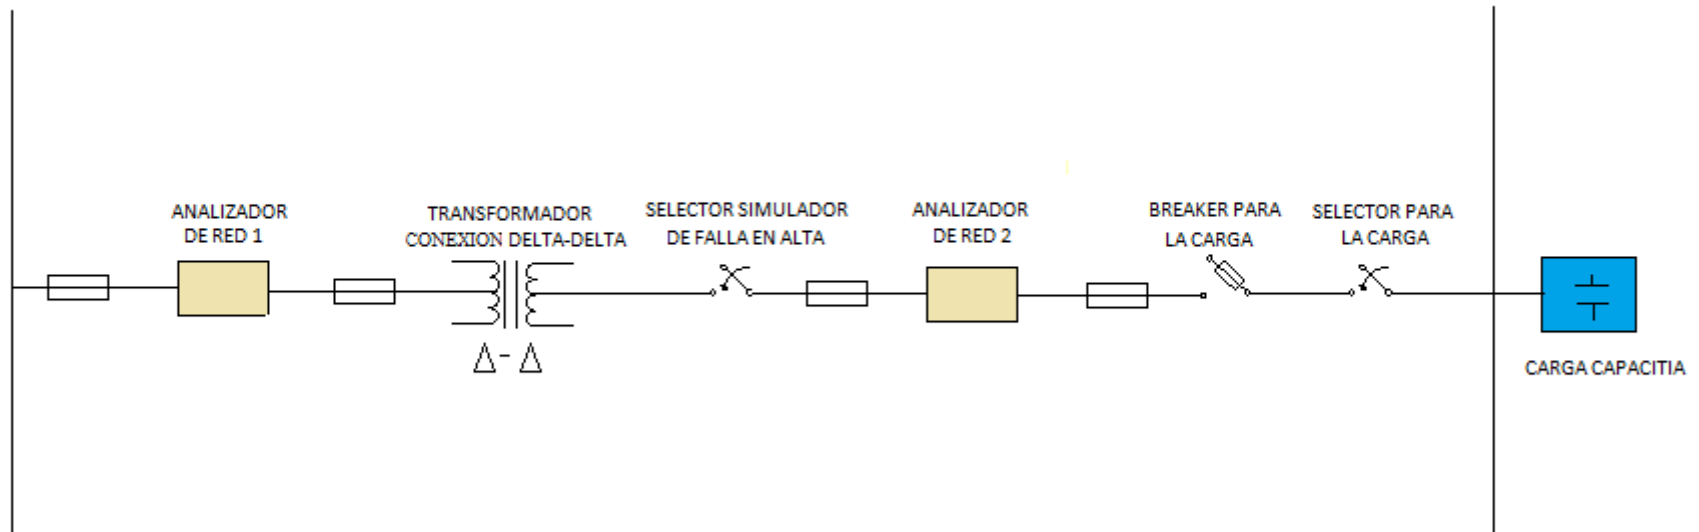 ANALIZADOR
DE RED 1
TRANSFORMADOR
CONEXION DELTA-DELTA
Δ - Δ
SELECTOR SIMULADOR
DE FALLA EN ALTA
ANALIZADOR
DE RED 2
BREAKER PARA
LA CARGA
SELECTOR PARA
LA CARGA
CARGA CAPACITIA